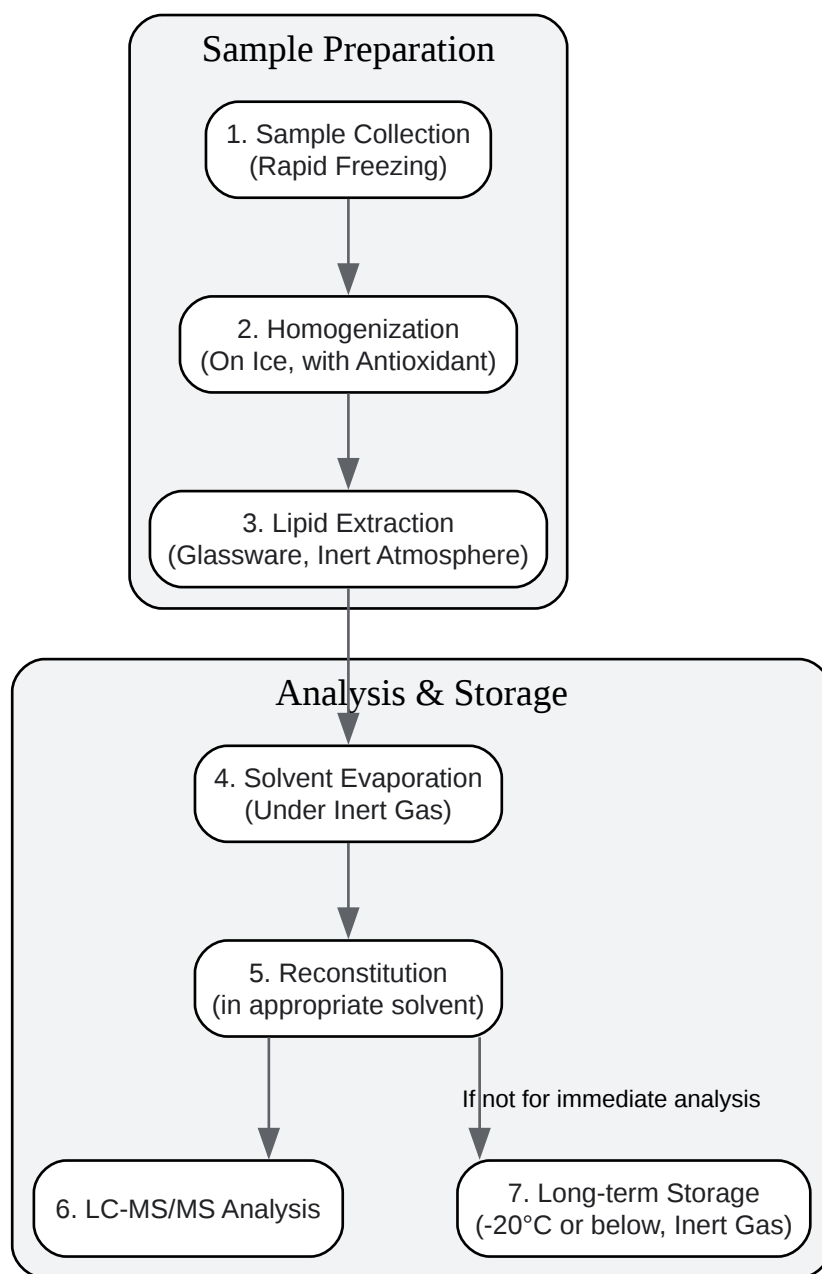 Sample Preparation
1. Sample Collection
(Rapid Freezing)
2. Homogenization
(On Ice, with Antioxidant)
3. Lipid Extraction
(Glassware, Inert Atmosphere)
Analysis & Storage
4. Solvent Evaporation
(Under Inert Gas)
5. Reconstitution
(in appropriate solvent)
If not for immediate analysis
6. LC-MS/MS Analysis
7. Long-term Storage
(-20°C or below, Inert Gas)